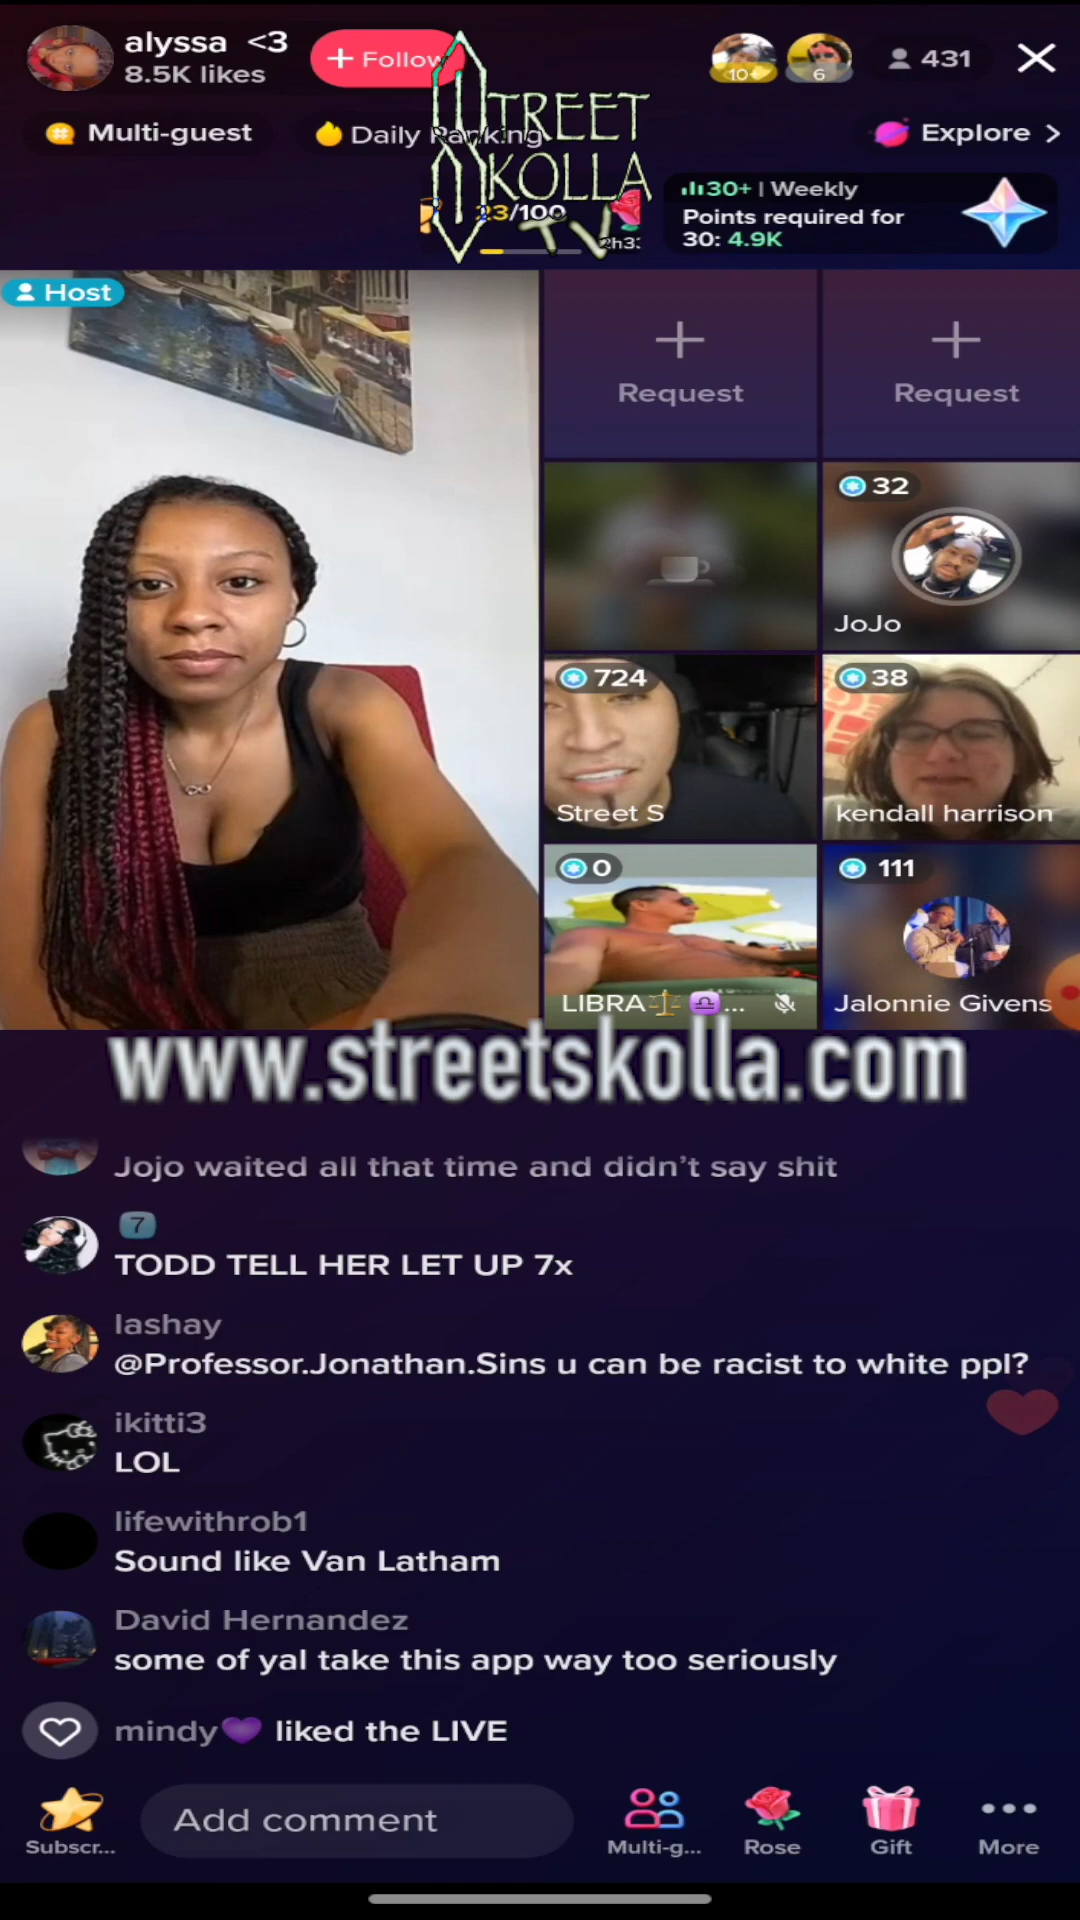 alyssa <3
8.5K likes
+ Follow
10+
6
431
Multi-guest
Daily Ranking
Explore >
STREET
SKOLLA
TV
23/100
30+ | Weekly
Points required for
30: 4.9K
Host
+
Request
+
Request
32
JoJo
724
Street S
38
kendall harrison
0
LIBRA⚖️♎...
111
Jalonnie Givens
www.streetskolla.com
Jojo waited all that time and didn't say shit
7
TODD TELL HER LET UP 7x
lashay
@Professor.Jonathan.Sins u can be racist to white ppl?
ikitti3
LOL
lifewithrob1
Sound like Van Latham
David Hernandez
some of yal take this app way too seriously
mindy💜 liked the LIVE
Add comment
Subscr...
Multi-g...
Rose
Gift
More